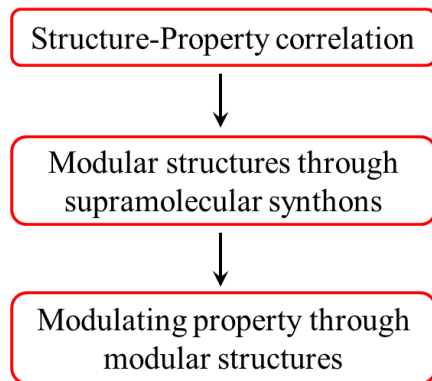 Structure-Property correlation
Modular structures through
supramolecular synthons
Modulating property through
modular structures